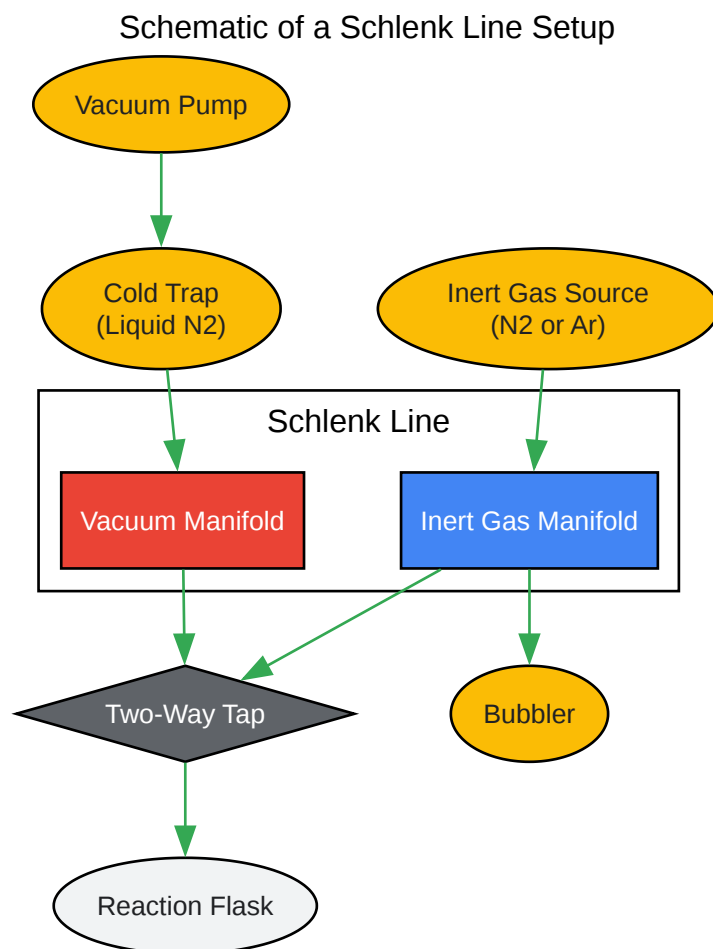 Schematic of a Schlenk Line Setup
Vacuum Pump
Cold Trap
(Liquid N2)
Inert Gas Source
(N2 or Ar)
Schlenk Line
Vacuum Manifold
Inert Gas Manifold
Two-Way Tap
Bubbler
Reaction Flask